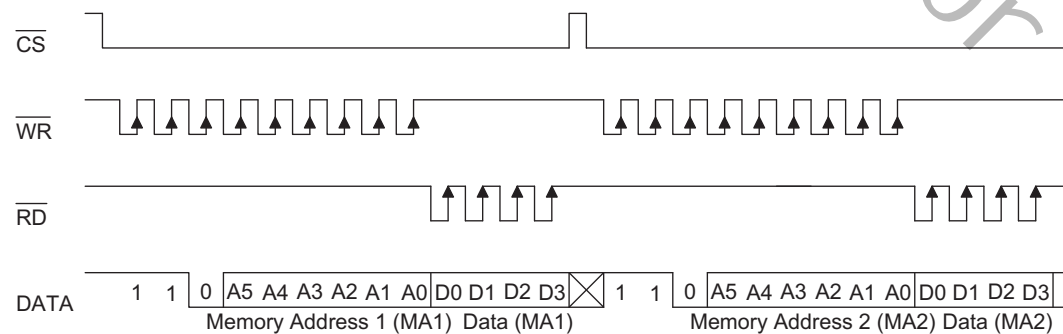 CS
WR
RD
DATA 1 1 0 A5 A4 A3 A2 A1 A0 D0 D1 D2 D3 1 1 0 A5 A4 A3 A2 A1 A0 D0 D1 D2 D3
Memory Address 1 (MA1) Data (MA1) Memory Address 2 (MA2) Data (MA2)
or